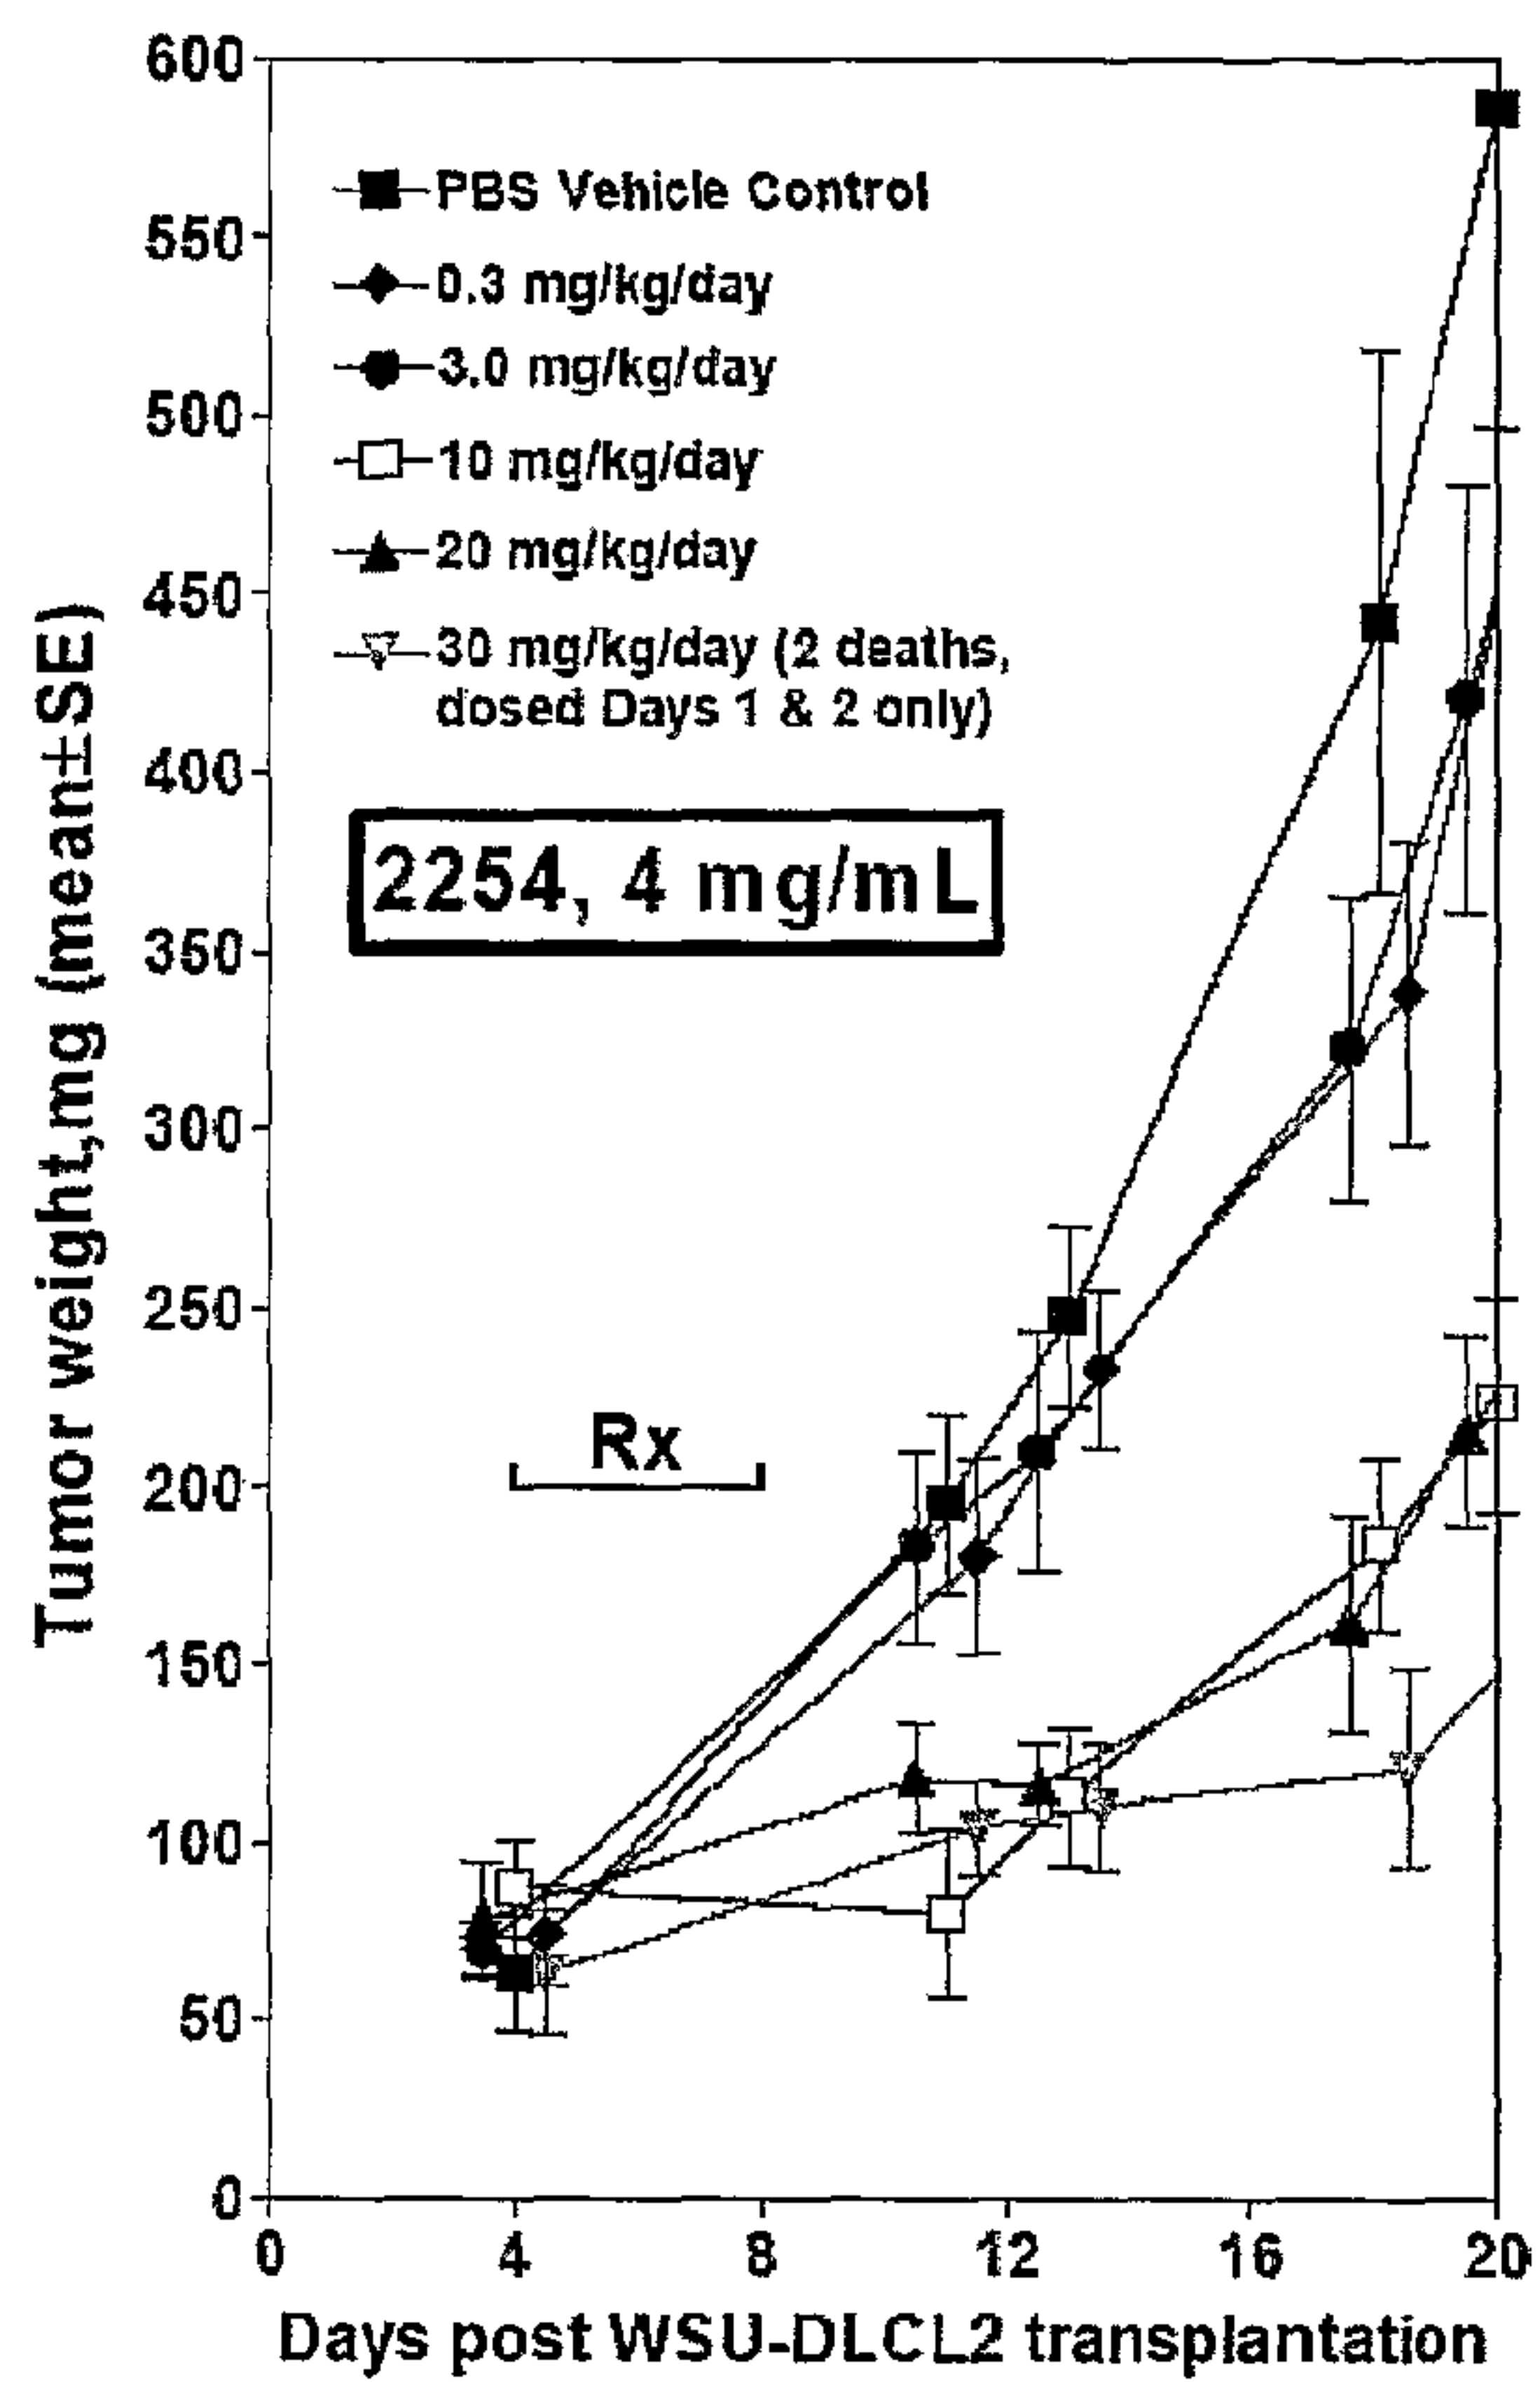 600
550
500
450
400
350
300
250
200
150
100
50
0
Tumor weight,mg (mean±SE)
PBS Vehicle Control
0.3 mg/kg/day
3.0 mg/kg/day
10 mg/kg/day
20 mg/kg/day
30 mg/kg/day (2 deaths,
dosed Days 1 & 2 only)
2254, 4 mg/mL
Rx
0 4 8 12 16 20
Days post WSU-DLCL2 transplantation